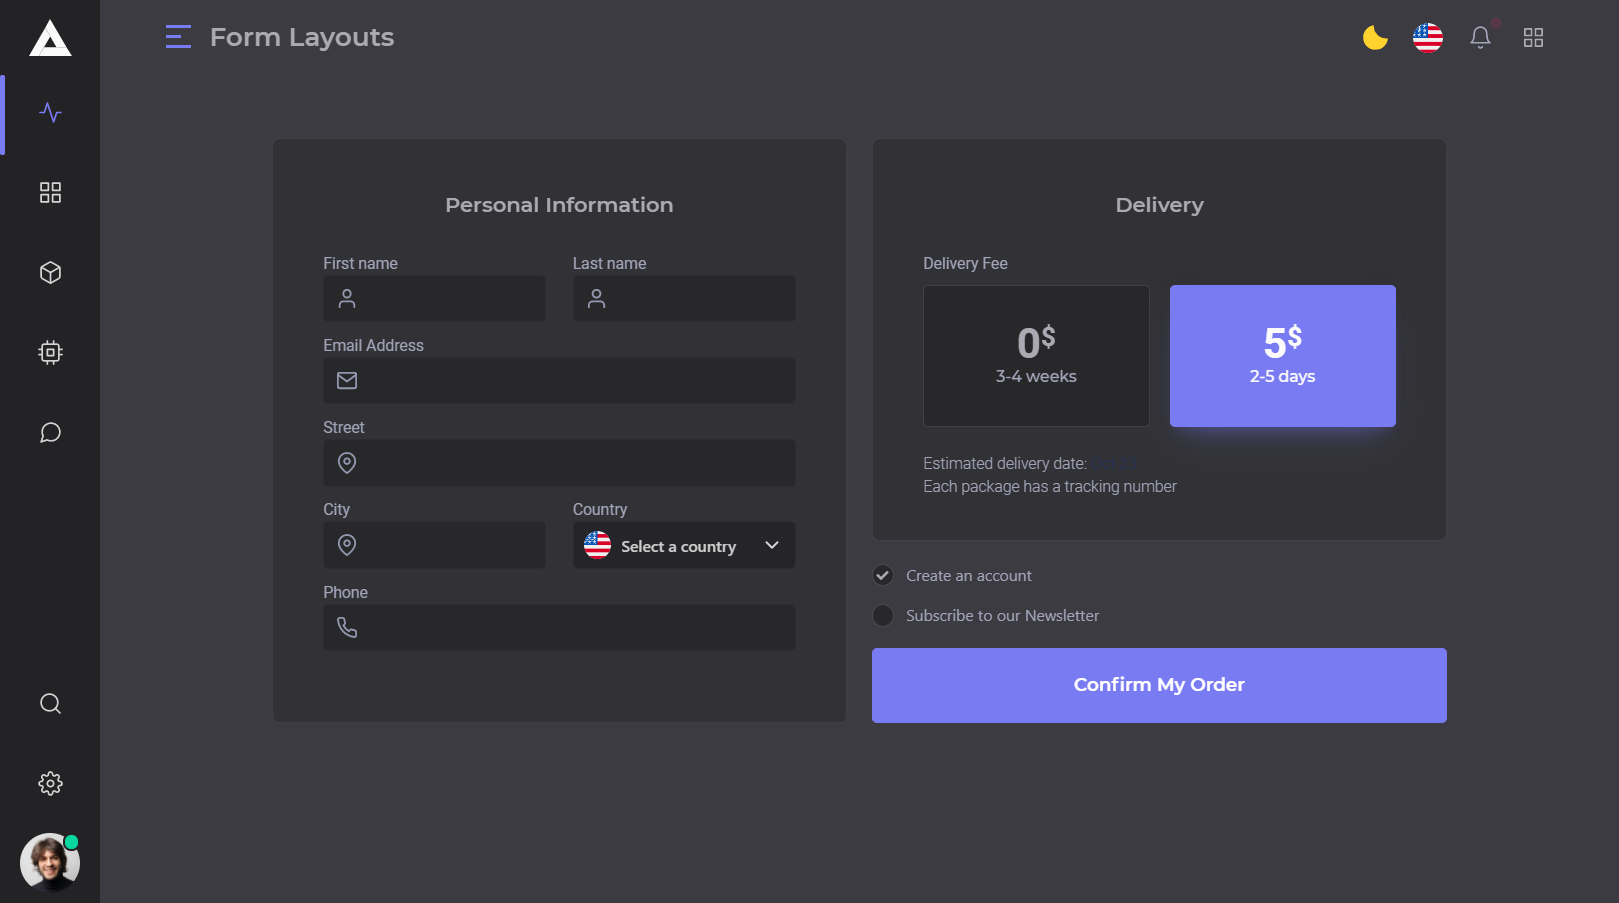 Form Layouts
Personal Information
First name
Last name
Email Address
Street
City
Country
Select a country
Phone
Delivery
Delivery Fee
0$
3-4 weeks
5$
2-5 days
Estimated delivery date:
Each package has a tracking number
Create an account
Subscribe to our Newsletter
Confirm My Order